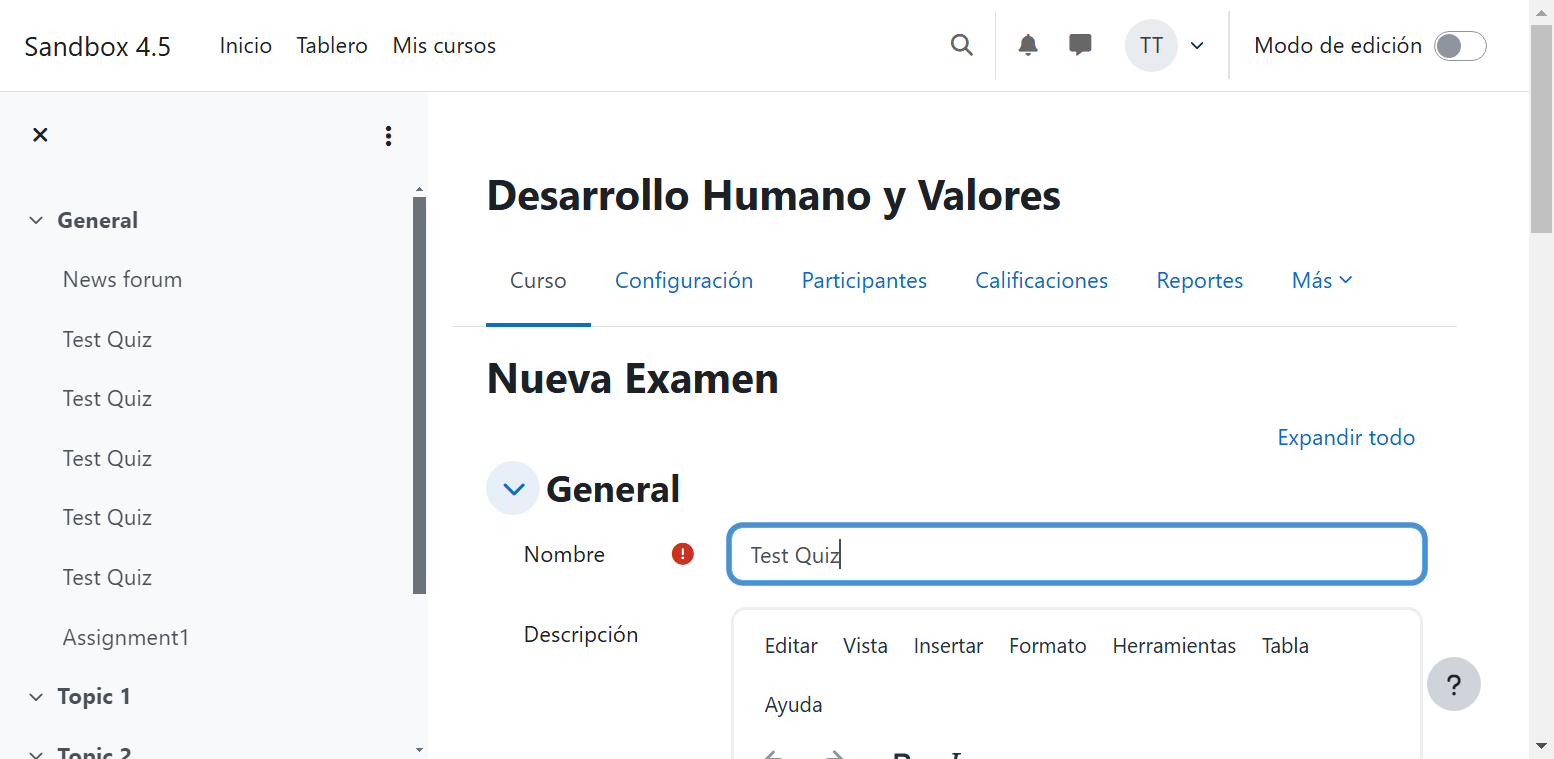 Sandbox 4.5 Inicio Tablero Mis cursos TT Modo de edición
General
News forum
Test Quiz
Test Quiz
Test Quiz
Test Quiz
Test Quiz
Assignment1
Topic 1
Topic 2
Desarrollo Humano y Valores
Curso Configuración Participantes Calificaciones Reportes Más
Nueva Examen
Expandir todo
General
Nombre Test Quiz
Descripción
Editar Vista Insertar Formato Herramientas Tabla
Ayuda
B I
?